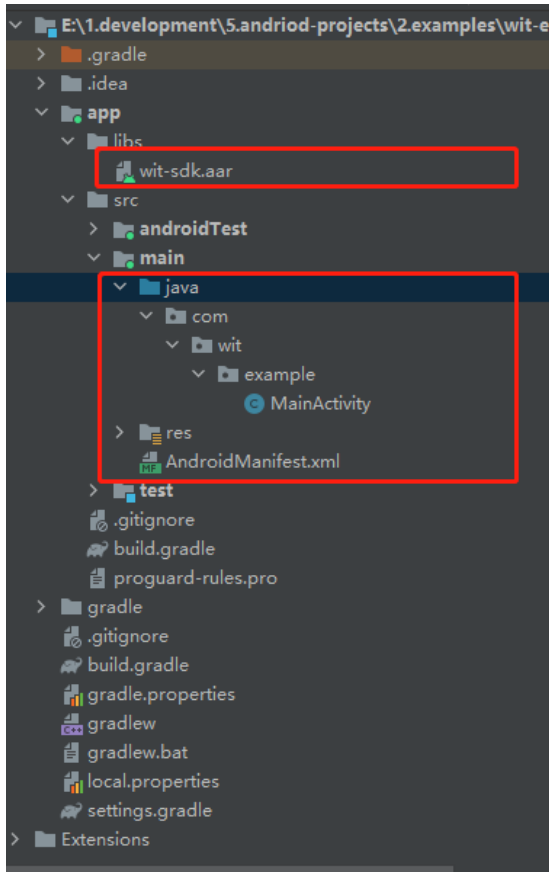 E:\1.development\5.andriod-projects\2.examples\wit-e
.gradle
.idea
app
libs
wit-sdk.aar
src
androidTest
main
java
com
wit
example
C MainActivity
res
MF AndroidManifest.xml
test
.gitignore
build.gradle
proguard-rules.pro
gradle
.gitignore
build.gradle
gradle.properties
C++ gradlew
gradlew.bat
local.properties
settings.gradle
Extensions